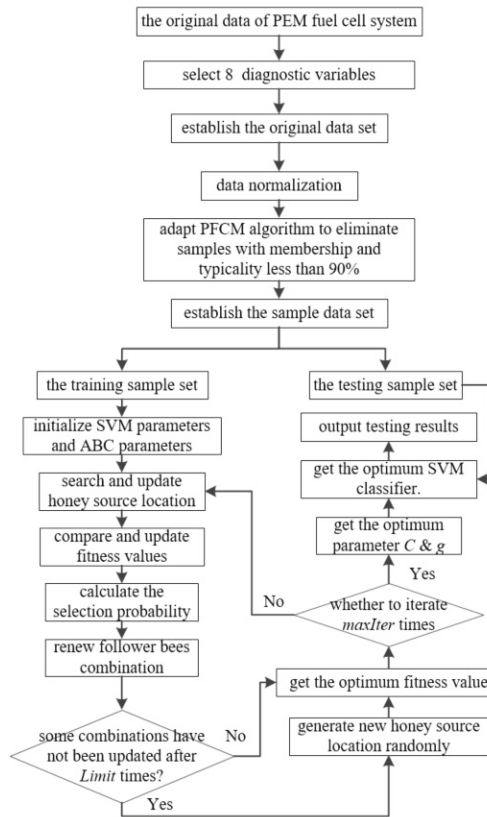 the original data of PEM fuel cell system
select 8 diagnostic variables
establish the original data set
data normalization
adapt PFCM algorithm to eliminate
samples with membership and
typicality less than 90%
establish the sample data set
the training sample set
initialize SVM parameters
and ABC parameters
search and update
honey source location
compare and update
fitness values
calculate the
selection probability
renew follower bees
combination
some combinations have
not been updated after
Limit times?
No
Yes
the testing sample set
output testing results
get the optimum SVM
classifier.
get the optimum
parameter C & g
Yes
No
whether to iterate
maxIter times
get the optimum fitness value
generate new honey source
location randomly